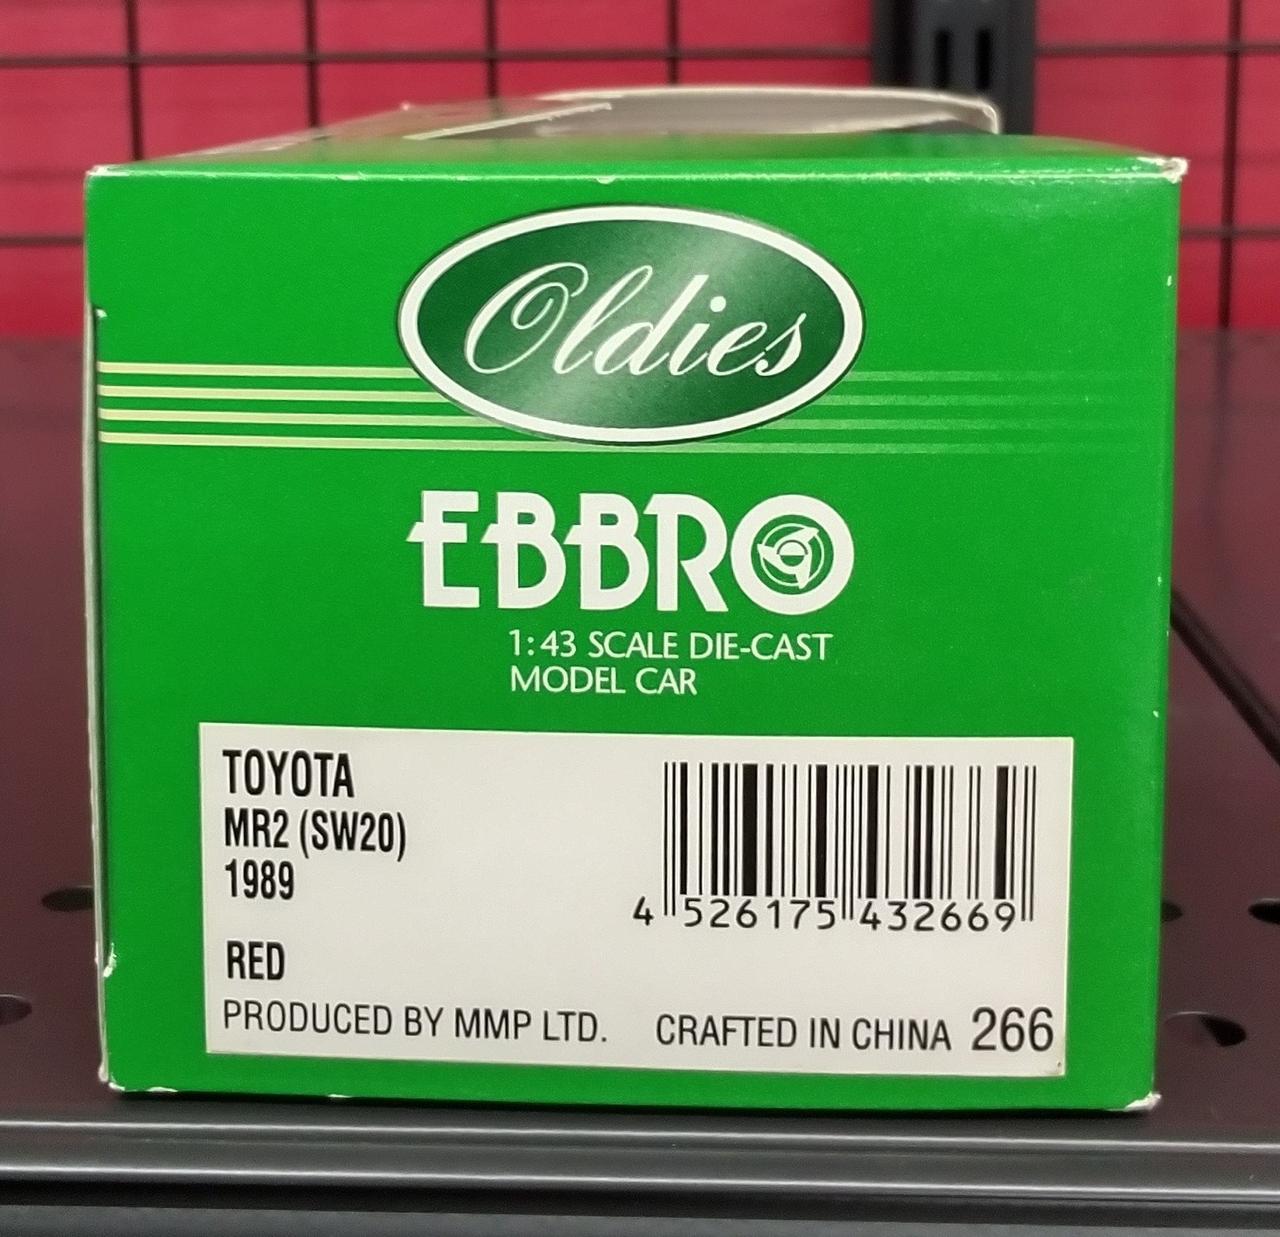 Oldies
EBBRO
1:43 SCALE DIE-CAST
MODEL CAR
TOYOTA
MR2 (SW20)
1989
4 526175 432669
RED
PRODUCED BY MMP LTD. CRAFTED IN CHINA 266